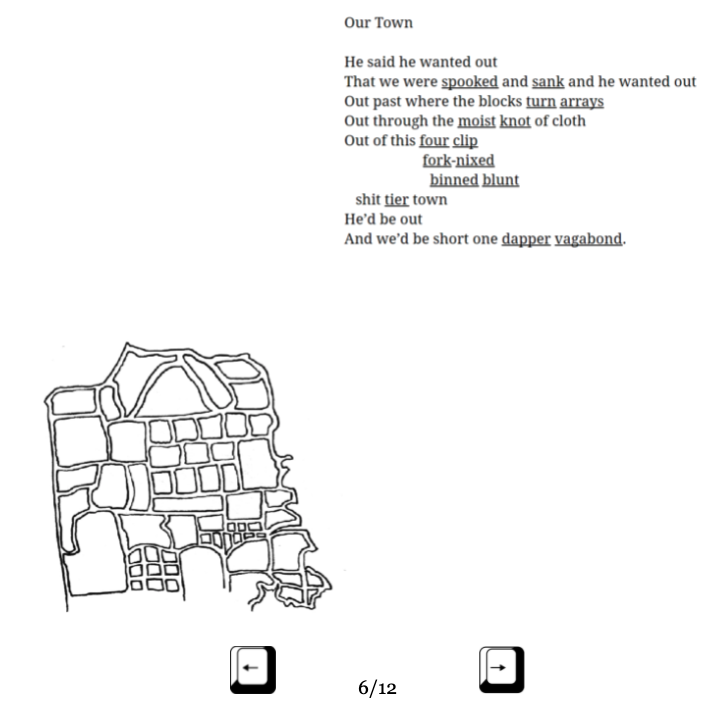 Our Town
He said he wanted out
That we were spooked and sank and he wanted out
Out past where the blocks turn arrays
Out through the moist knot of cloth
Out of this four clip
fork-nixed
binned blunt
shit tier town
He'd be out
And we'd be short one dapper vagabond.
← 6/12 →